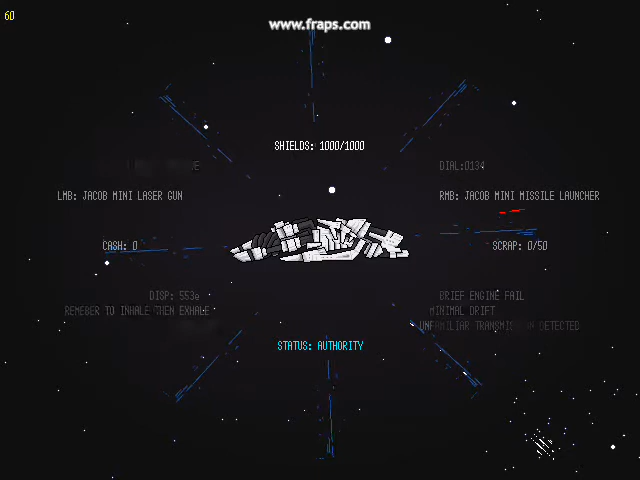 60
www.fraps.com
SHIELDS: 1000/1000
DIAL:0134
LMB: JACOB MINI LASER GUN
RMB: JACOB MINI MISSILE LAUNCHER
CASH: 0
SCRAP: 0/50
DISP: 553e
BRIEF ENGINE FAIL
REMEBER TO INHALE THEN EXHALE
MINIMAL DRIFT
UNFAMILIAR DETECTED
STATUS: AUTHORITY